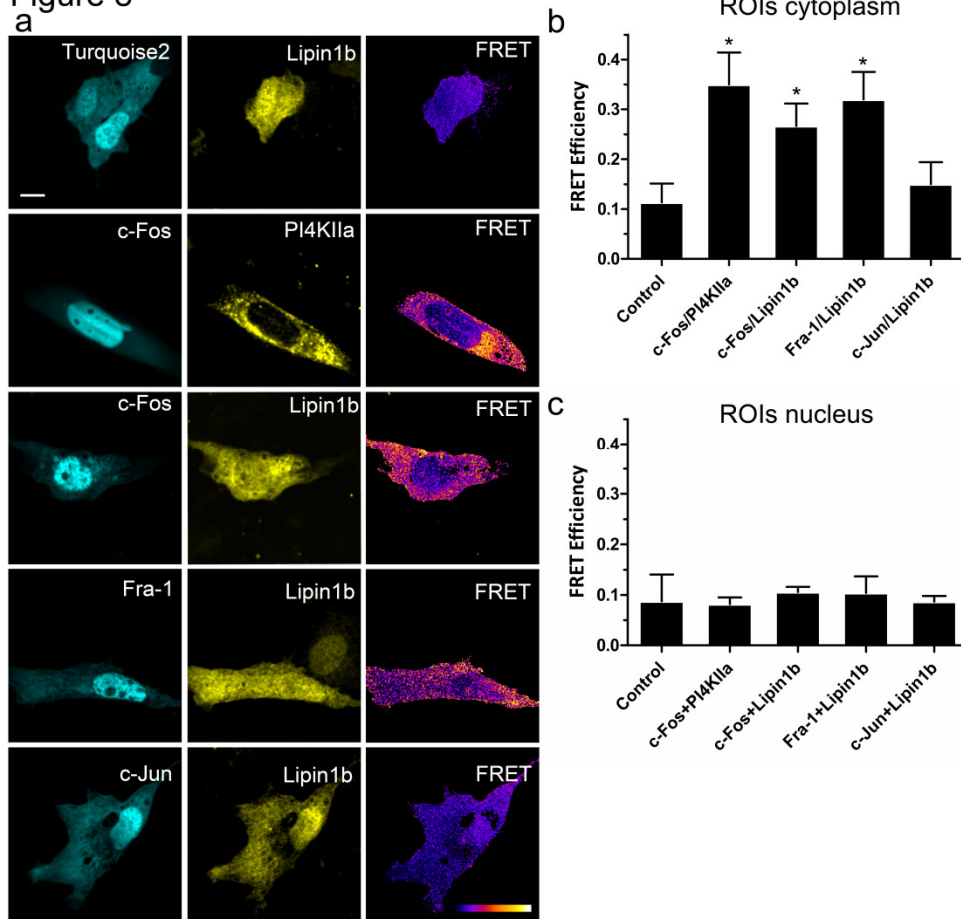 a
Turquoise2 Lipin1b FRET
c-Fos PI4KIIa FRET
c-Fos Lipin1b FRET
Fra-1 Lipin1b FRET
c-Jun Lipin1b FRET
b
ROIs cytoplasm
FRET Efficiency
0.4
0.3
0.2
0.1
0.0
*
*
*
Control
c-Fos/PI4KIIa
c-Fos/Lipin1b
Fra-1/Lipin1b
c-Jun/Lipin1b
c
ROIs nucleus
FRET Efficiency
0.4
0.3
0.2
0.1
0.0
Control
c-Fos+PI4KIIa
c-Fos+Lipin1b
Fra-1+Lipin1b
c-Jun+Lipin1b